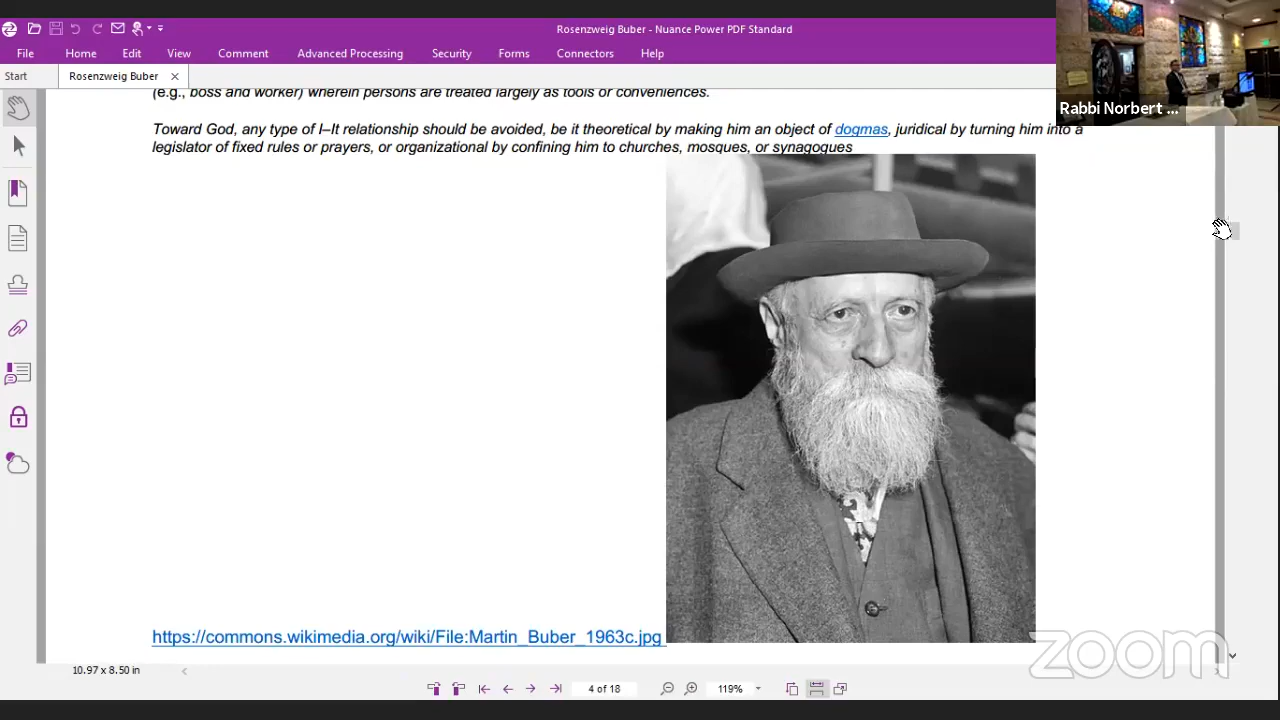 Rosenzweig Buber - Nuance Power PDF Standard
File Home Edit View Comment Advanced Processing Security Forms Connectors Help
Start Rosenzweig Buber
Rabbi Norbert ...
(e.g., boss and worker) wherein persons are treated largely as tools or conveniences.
Toward God, any type of I–It relationship should be avoided, be it theoretical by making him an object of dogmas, juridical by turning him into a
legislator of fixed rules or prayers, or organizational by confining him to churches, mosques, or synagogues
https://commons.wikimedia.org/wiki/File:Martin_Buber_1963c.jpg
zoom
10.97 x 8.50 in
4 of 18
119%